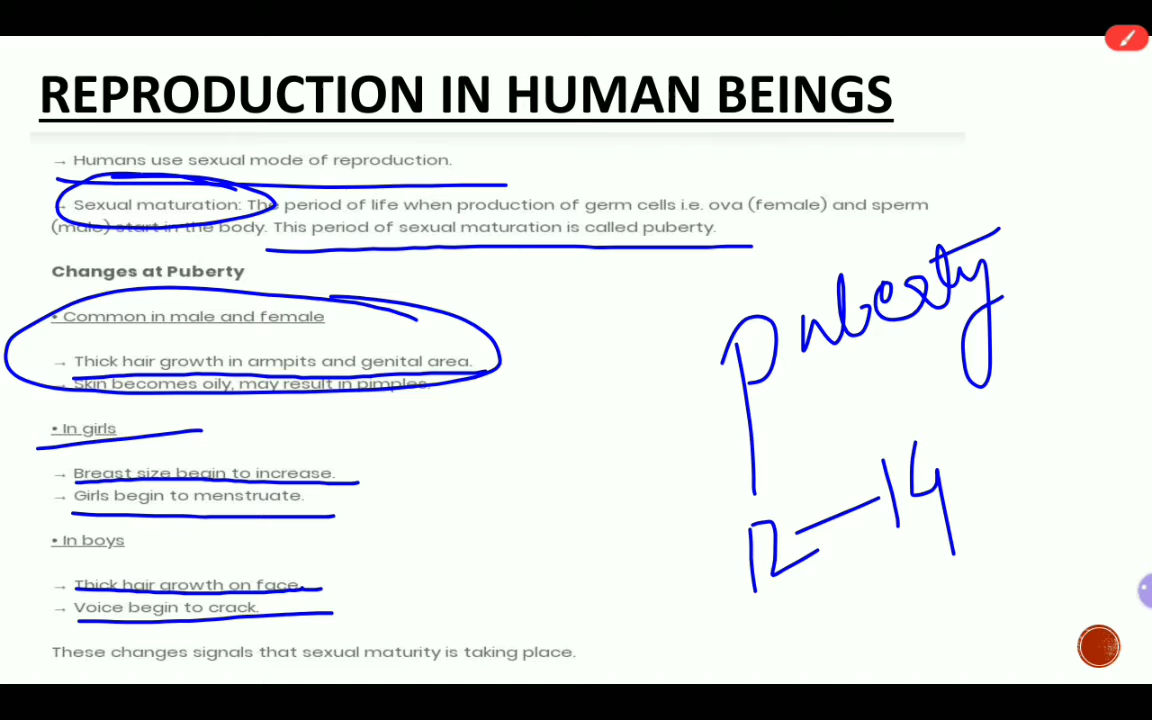 REPRODUCTION IN HUMAN BEINGS
→ Humans use sexual mode of reproduction.
→ Sexual maturation: The period of life when production of germ cells i.e. ova (female) and sperm
(male) start in the body. This period of sexual maturation is called puberty.
Changes at Puberty
• Common in male and female
→ Thick hair growth in armpits and genital area.
→ Skin becomes oily, may result in pimples.
• In girls
→ Breast size begin to increase.
→ Girls begin to menstruate.
• In boys
→ Thick hair growth on face.
→ Voice begin to crack.
These changes signals that sexual maturity is taking place.
Puberty
12-14